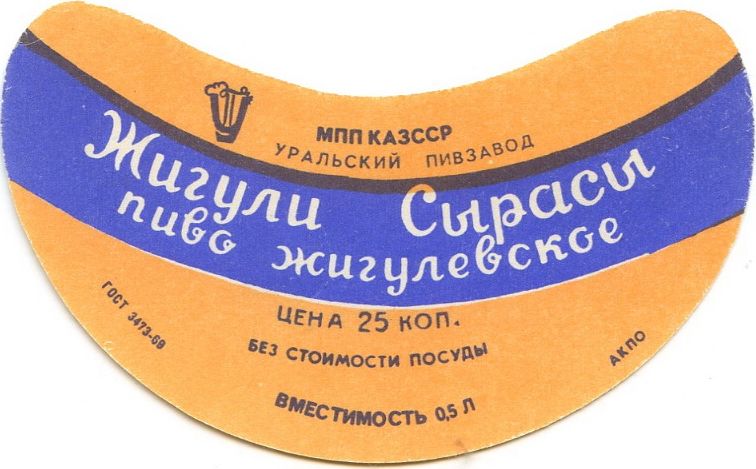 МПП КАЗССР
УРАЛЬСКИЙ ПИВЗАВОД
Жигули Сырасы
пиво жигулевское
ЦЕНА 25 КОП.
ГОСТ 3473-69
БЕЗ СТОИМОСТИ ПОСУДЫ
АКПО
ВМЕСТИМОСТЬ 0,5 Л